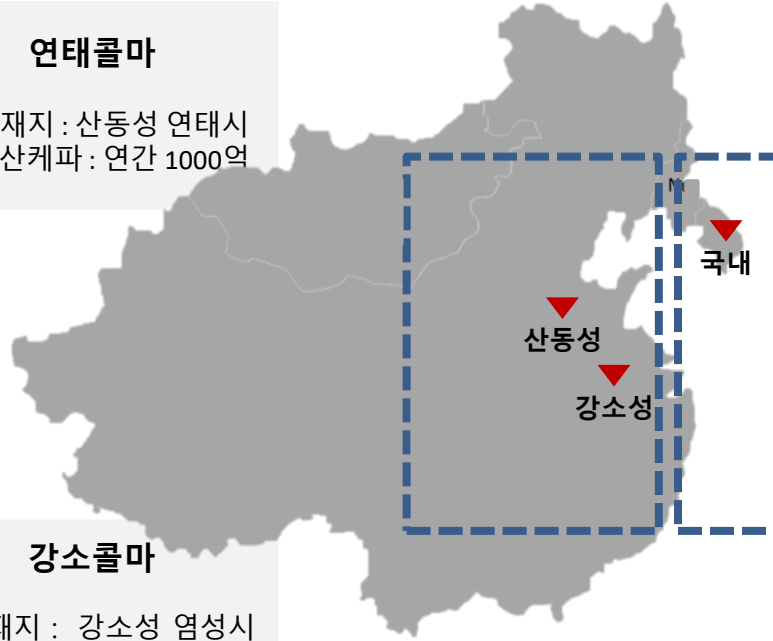 연태콜마
재지 : 산동성 연태시
산케파 : 연간 1000억
국내
산동성
강소성
강소콜마
재지 : 강소성 염성시